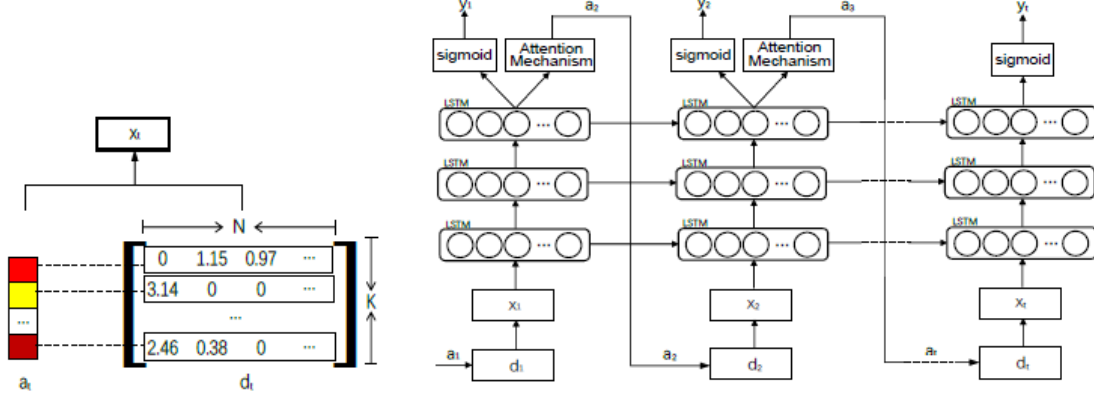 xₜ
N
0 1.15 0.97 ...
3.14 0 0 ...
...
2.46 0.38 0 ...
K
...
aₜ
dₜ
y₁ a₂ y₂ a₃ yₜ
sigmoid Attention Mechanism sigmoid Attention Mechanism sigmoid
LSTM LSTM LSTM
... ... ...
LSTM LSTM LSTM
... ... ...
LSTM LSTM LSTM
... ... ...
x₁ x₂ xₜ
a₁ d₁ a₂ d₂ aₜ dₜ